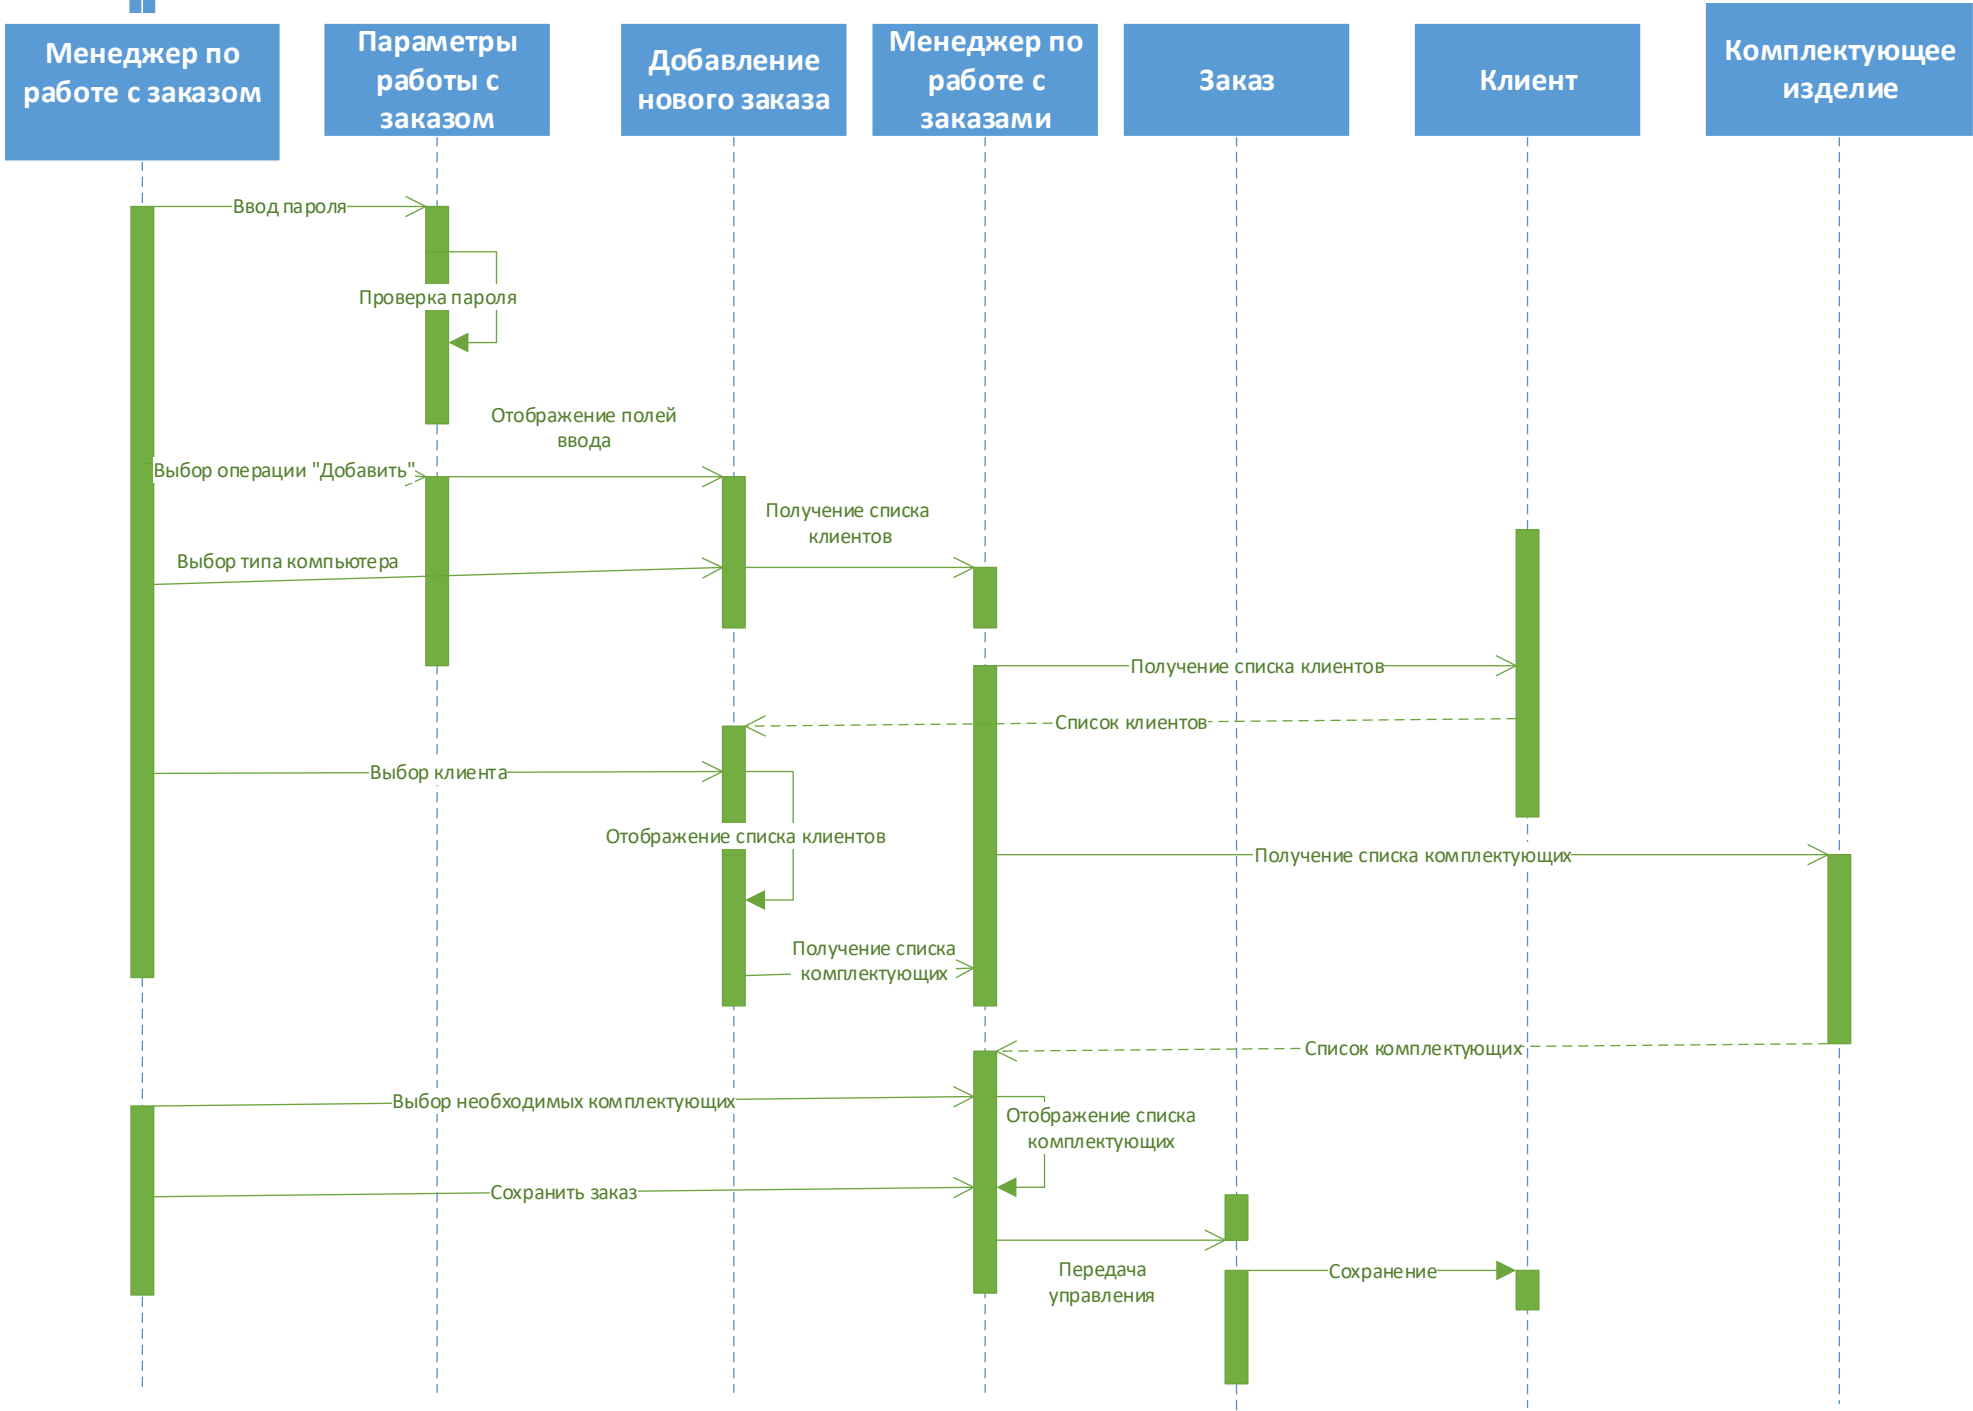 Менеджер по
работе с заказом
Параметры
работы с
заказом
Добавление
нового заказа
Менеджер по
работе с
заказами
Заказ
Клиент
Комплектующее
изделие
Ввод пароля
Проверка пароля
Отображение полей
ввода
Выбор операции "Добавить"
Получение списка
клиентов
Выбор типа компьютера
Получение списка клиентов
Список клиентов
Выбор клиента
Отображение списка клиентов
Получение списка комплектующих
Получение списка
комплектующих
Список комплектующих
Выбор необходимых комплектующих
Отображение списка
комплектующих
Сохранить заказ
Передача
управления
Сохранение